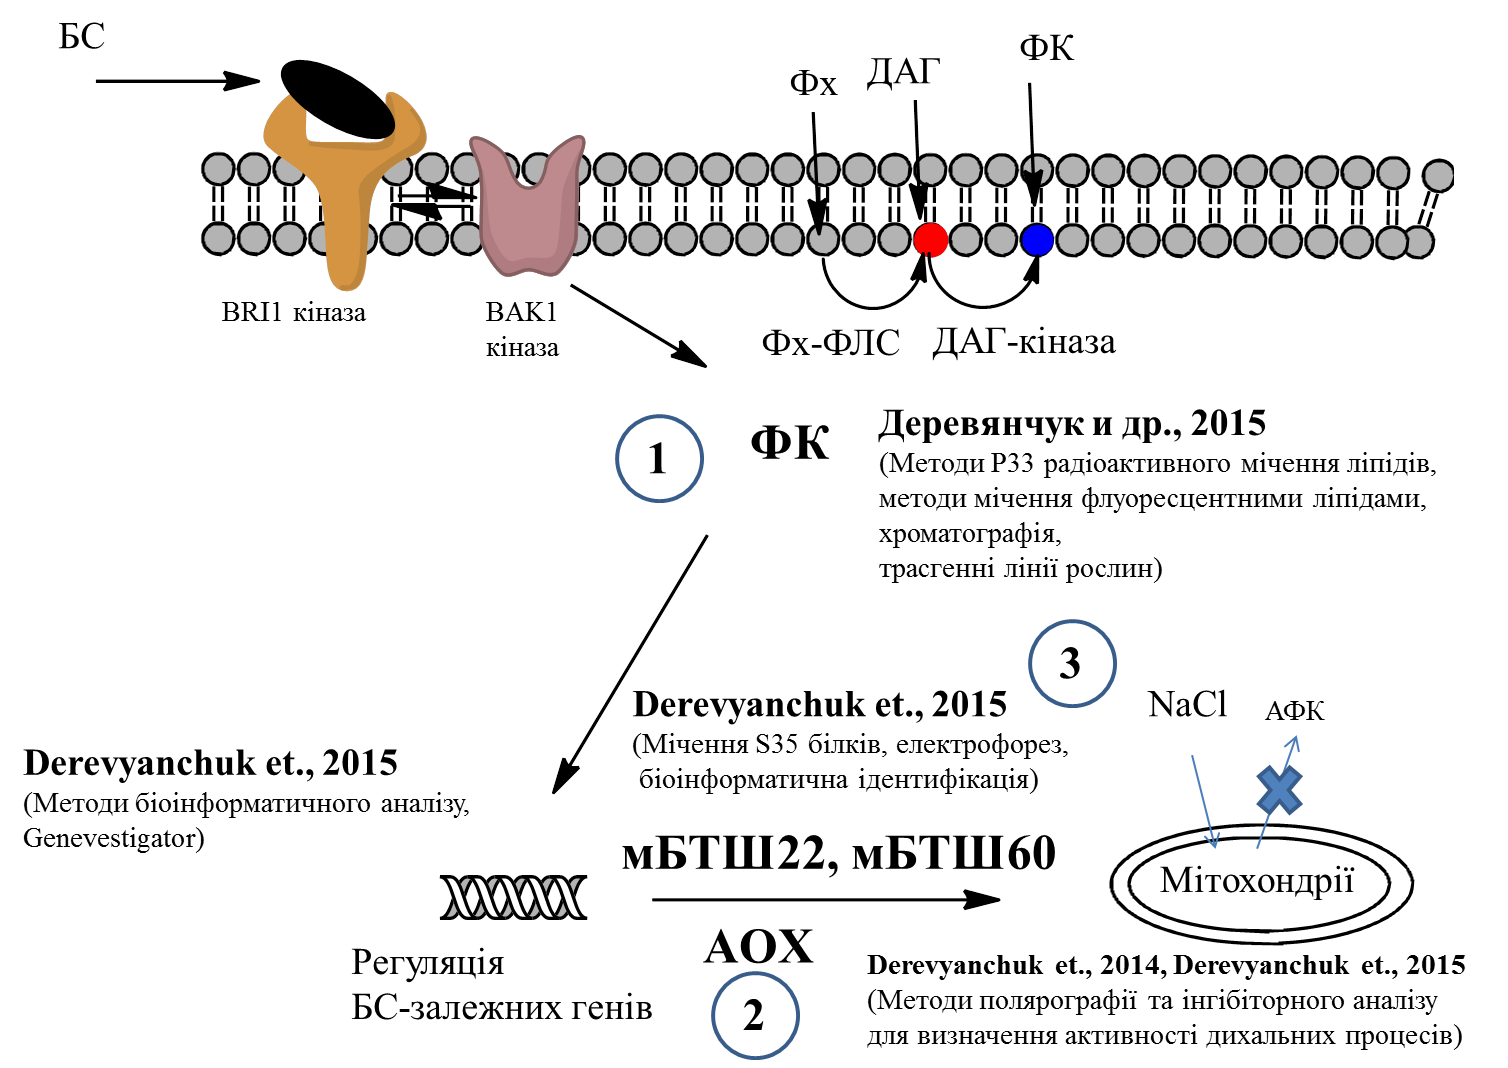 БС
ФК
ДАГ
Фх
BRI1 кіназа
BAK1
кіназа
Фх-ФЛС
ДАГ-кіназа
1
ФК
Деревянчук и др., 2015
(Методи Р33 радіоактивного мічення ліпідів,
методи мічення флуоресцентними ліпідами,
хроматографія,
трасгенні лінії рослин)
3
Derevyanchuk et., 2015
(Мічення S35 білків, електрофорез,
біоінформатична ідентифікація)
NaCl
АФК
Derevyanchuk et., 2015
(Методи біоінформатичного аналізу,
Genevestigator)
мБТШ22, мБТШ60
Мітохондрії
АОХ
Регуляція
БС-залежних генів
2
Derevyanchuk et., 2014, Derevyanchuk et., 2015
(Методи полярографії та інгібіторного аналізу
для визначення активності дихальних процесів)